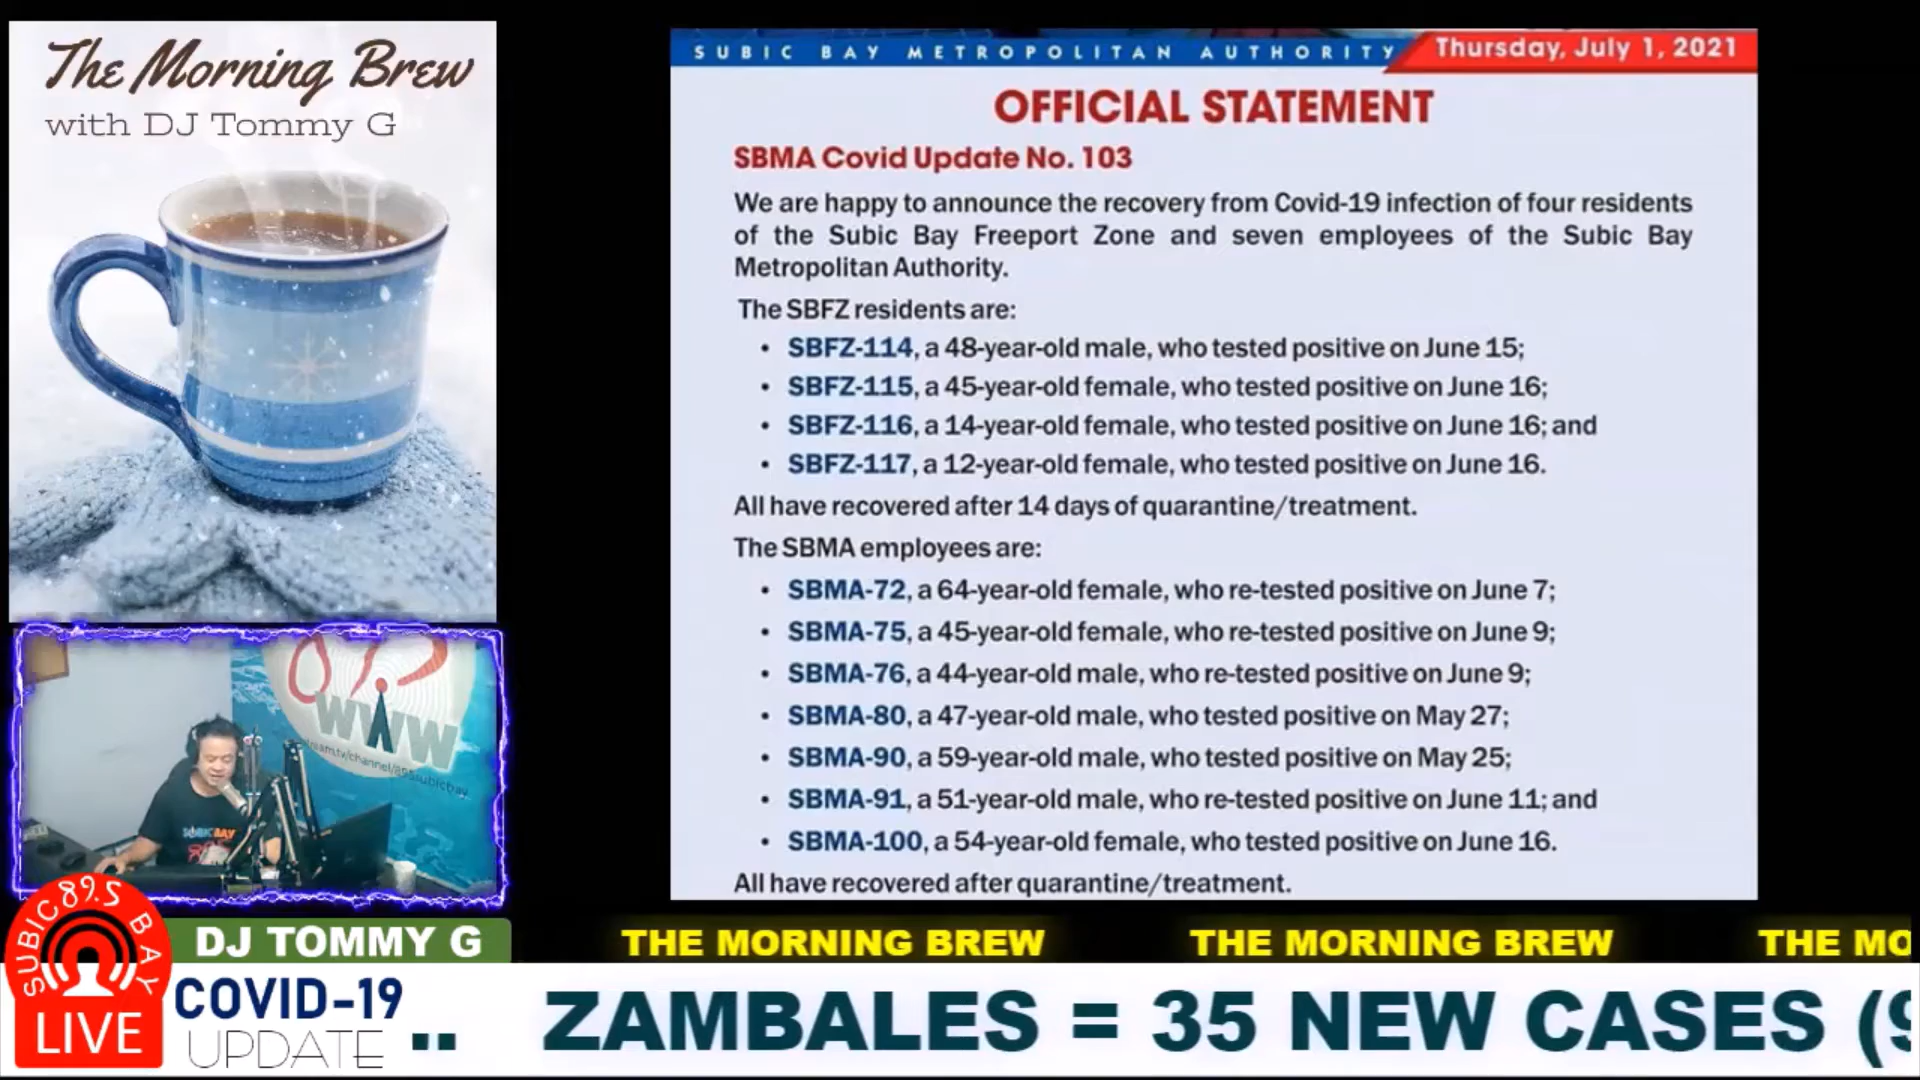 The Morning Brew
with DJ Tommy G
SUBIC BAY METROPOLITAN AUTHORITY
Thursday, July 1, 2021
OFFICIAL STATEMENT
SBMA Covid Update No. 103
We are happy to announce the recovery from Covid-19 infection of four residents
of the Subic Bay Freeport Zone and seven employees of the Subic Bay
Metropolitan Authority.
The SBFZ residents are:
• SBFZ-114, a 48-year-old male, who tested positive on June 15;
• SBFZ-115, a 45-year-old female, who tested positive on June 16;
• SBFZ-116, a 14-year-old female, who tested positive on June 16; and
• SBFZ-117, a 12-year-old female, who tested positive on June 16.
All have recovered after 14 days of quarantine/treatment.
The SBMA employees are:
• SBMA-72, a 64-year-old female, who re-tested positive on June 7;
• SBMA-75, a 45-year-old female, who re-tested positive on June 9;
• SBMA-76, a 44-year-old male, who re-tested positive on June 9;
• SBMA-80, a 47-year-old male, who tested positive on May 27;
• SBMA-90, a 59-year-old male, who tested positive on May 25;
• SBMA-91, a 51-year-old male, who re-tested positive on June 11; and
• SBMA-100, a 54-year-old female, who tested positive on June 16.
All have recovered after quarantine/treatment.
WWW
SUBIC BAY
SUBIC 89.5 BAY
LIVE
DJ TOMMY G
THE MORNING BREW THE MORNING BREW THE MO
COVID-19
UPDATE
.. ZAMBALES = 35 NEW CASES (9